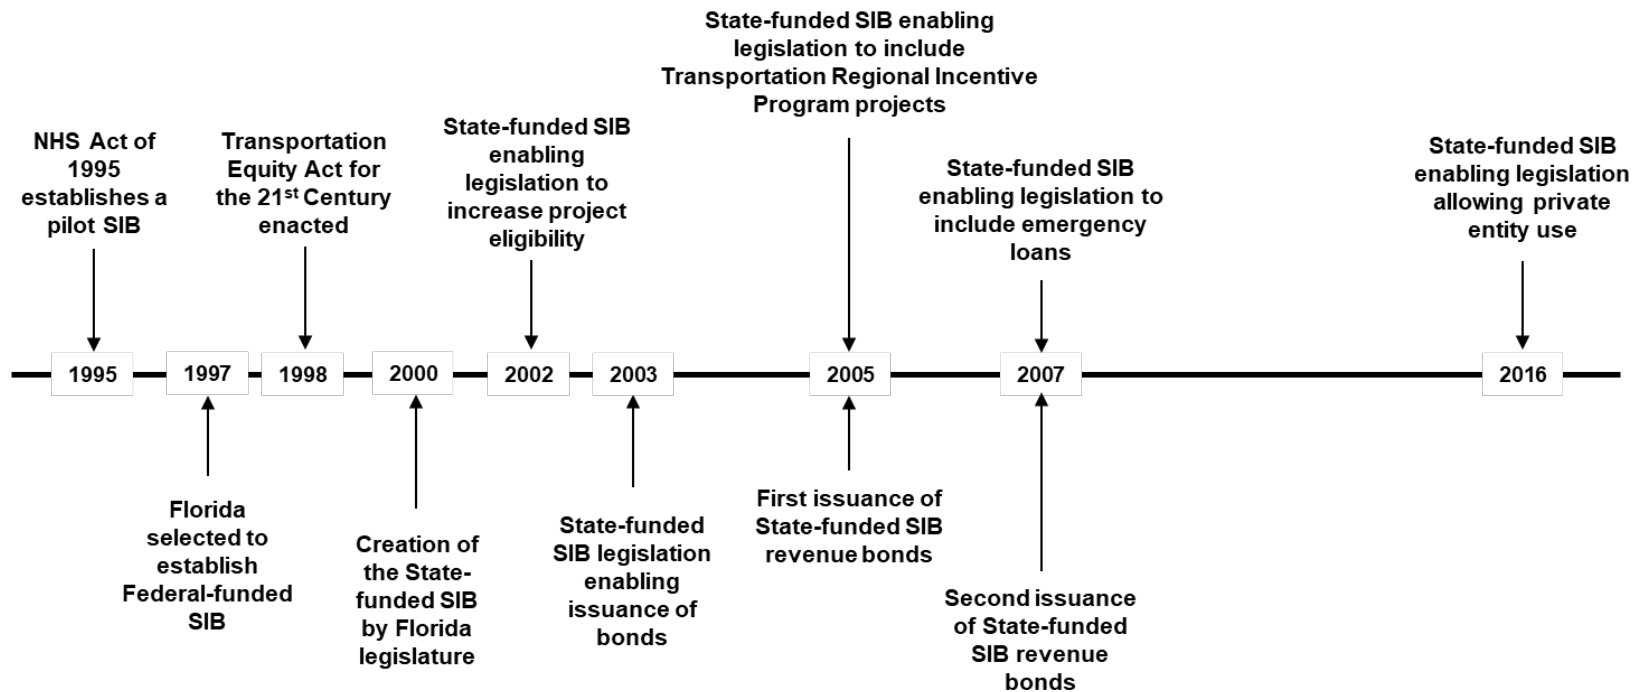 State-funded SIB enabling
legislation to include
Transportation Regional Incentive
Program projects
NHS Act of
1995
establishes a
pilot SIB
Transportation
Equity Act for
the 21st Century
enacted
State-funded SIB
enabling
legislation to
increase project
eligibility
State-funded SIB
enabling legislation to
include emergency
loans
State-funded SIB
enabling legislation
allowing private
entity use
1995
1997
1998
2000
2002
2003
2005
2007
2016
Florida
selected to
establish
Federal-funded
SIB
Creation of
the State-
funded SIB
by Florida
legislature
State-funded
SIB legislation
enabling
issuance of
bonds
First issuance of
State-funded SIB
revenue bonds
Second issuance
of State-funded
SIB revenue
bonds